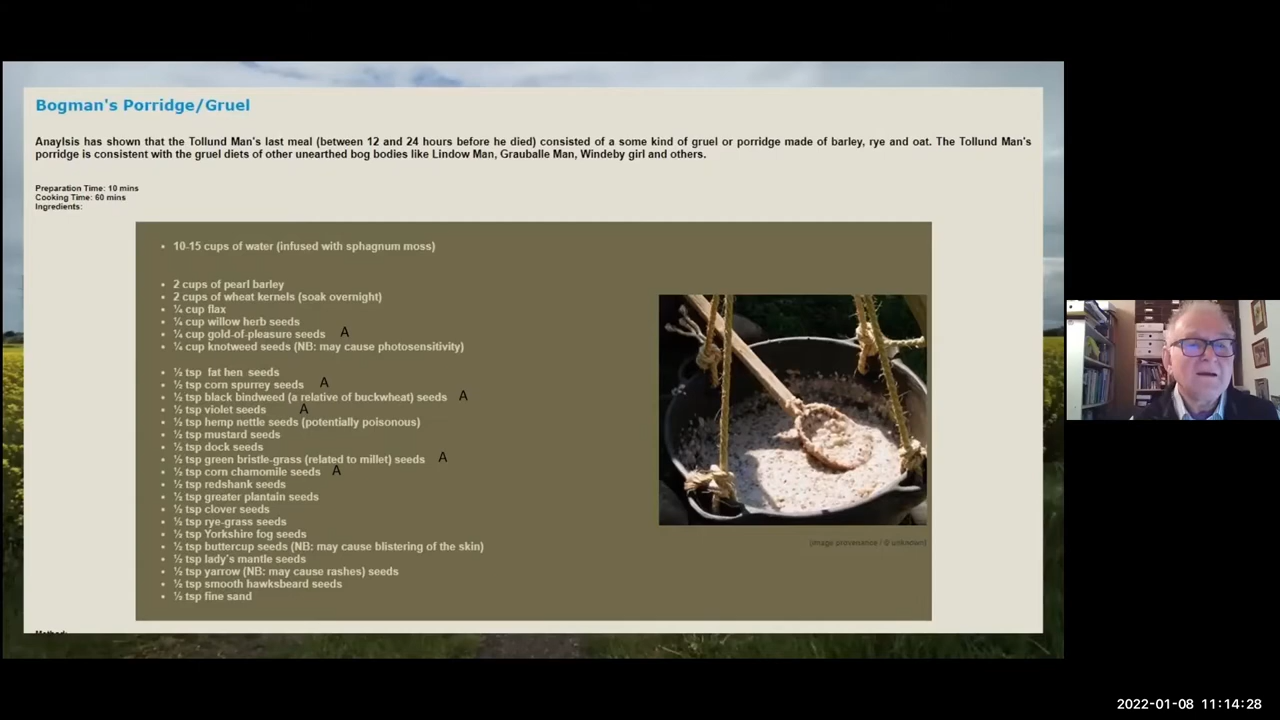 Bogman's Porridge/Gruel
Anaylsis has shown that the Tollund Man's last meal (between 12 and 24 hours before he died) consisted of a some kind of gruel or porridge made of barley, rye and oat. The Tollund Man's
porridge is consistent with the gruel diets of other unearthed bog bodies like Lindow Man, Grauballe Man, Windeby girl and others.
Preparation Time: 10 mins
Cooking Time: 60 mins
Ingredients:
• 10-15 cups of water (infused with sphagnum moss)
• 2 cups of pearl barley
• 2 cups of wheat kernels (soak overnight)
• ¼ cup flax
• ¼ cup willow herb seeds
• ¼ cup gold-of-pleasure seeds A
• ¼ cup knotweed seeds (NB: may cause photosensitivity)
• ½ tsp fat hen seeds
• ½ tsp corn spurrey seeds A
• ½ tsp black bindweed (a relative of buckwheat) seeds A
• ½ tsp violet seeds A
• ½ tsp hemp nettle seeds (potentially poisonous)
• ½ tsp mustard seeds
• ½ tsp dock seeds
• ½ tsp green bristle-grass (related to millet) seeds A
• ½ tsp corn chamomile seeds A
• ½ tsp redshank seeds
• ½ tsp greater plantain seeds
• ½ tsp clover seeds
• ½ tsp rye-grass seeds
• ½ tsp Yorkshire fog seeds
• ½ tsp buttercup seeds (NB: may cause blistering of the skin)
• ½ tsp lady's mantle seeds
• ½ tsp yarrow (NB: may cause rashes) seeds
• ½ tsp smooth hawksbeard seeds
• ½ tsp fine sand
(image provenance / © unknown)
2022-01-08 11:14:28